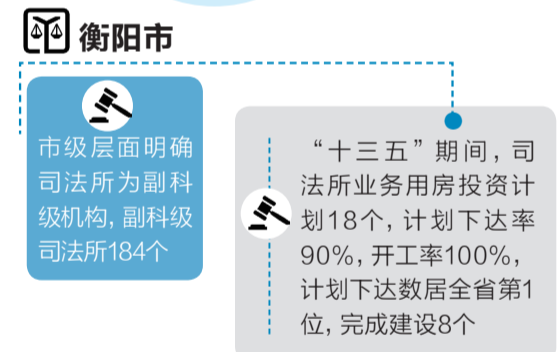 衡阳市
市级层面明确
司法所为副科
级机构，副科级
司法所184个
“十三五”期间，司
法所业务用房投资计
划18个，计划下达率
90%，开工率100%，
计划下达数居全省第1
位，完成建设8个